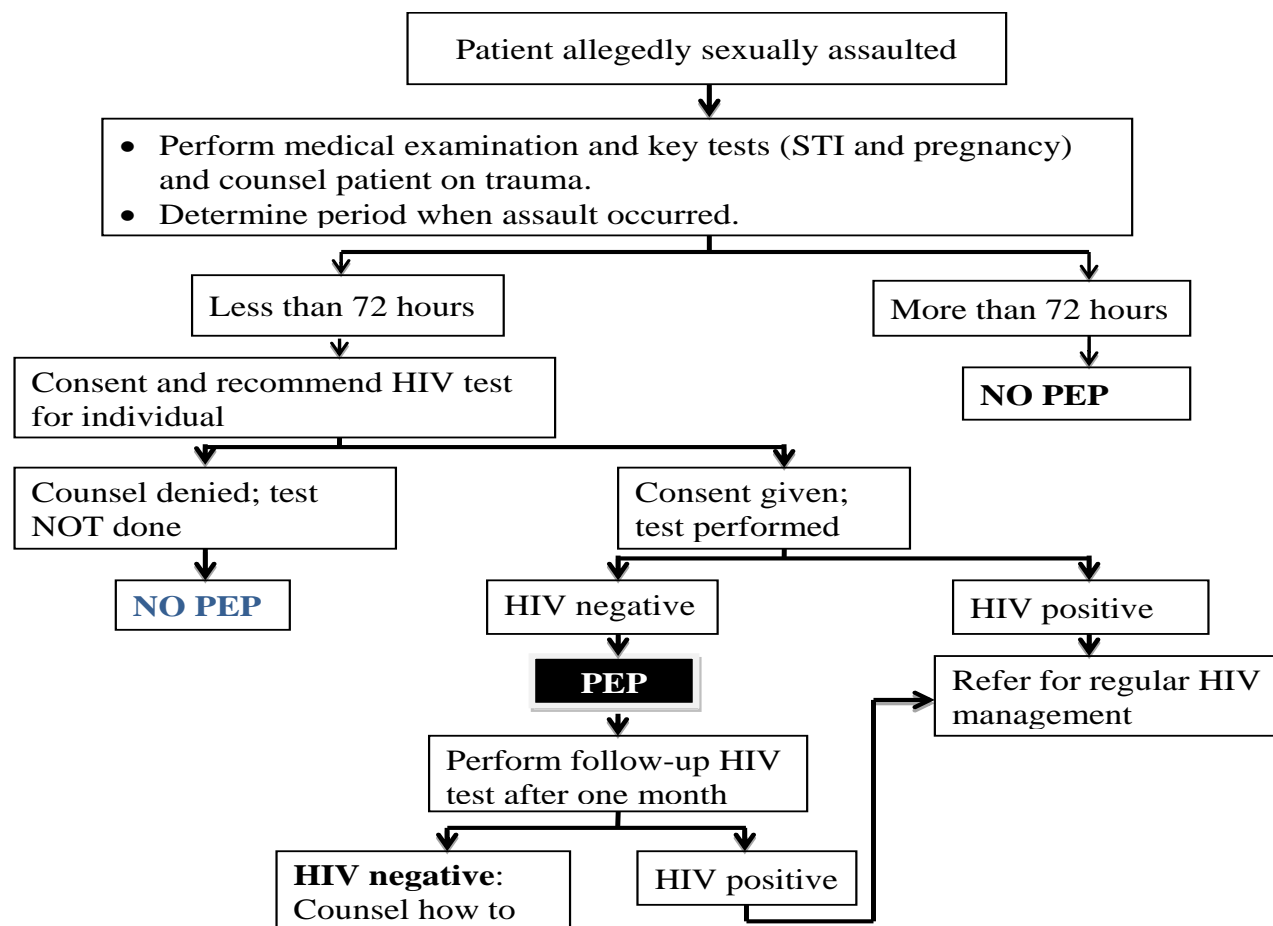 Patient allegedly sexually assaulted
• Perform medical examination and key tests (STI and pregnancy)
and counsel patient on trauma.
• Determine period when assault occurred.
Less than 72 hours
More than 72 hours
Consent and recommend HIV test
for individual
NO PEP
Counsel denied; test
NOT done
Consent given;
test performed
NO PEP
HIV negative
HIV positive
PEP
Refer for regular HIV
management
Perform follow-up HIV
test after one month
HIV negative:
Counsel how to
HIV positive